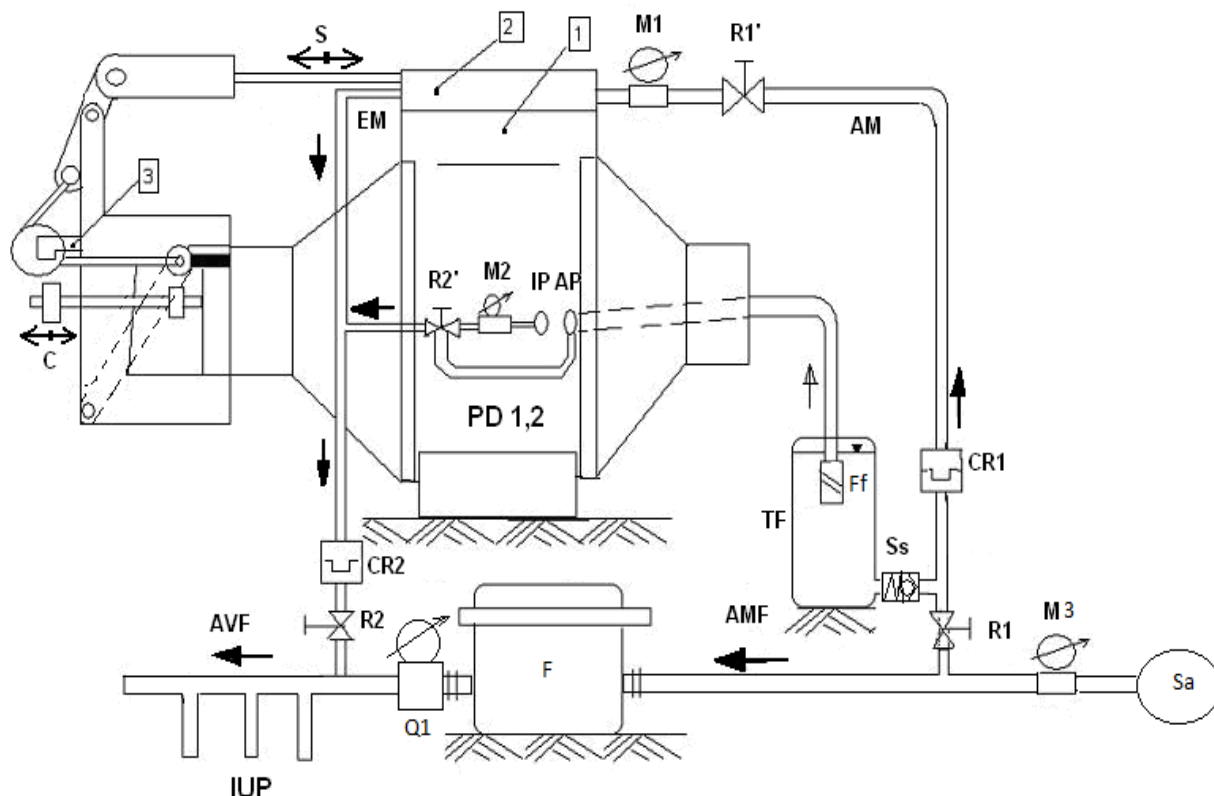 S
2
1
M1
R1'
EM
AM
3
R2'
M2
IP AP
C
PD 1,2
CR1
Ff
TF
Ss
CR2
AVF
R2
AMF
R1
M 3
F
Sa
Q1
IUP